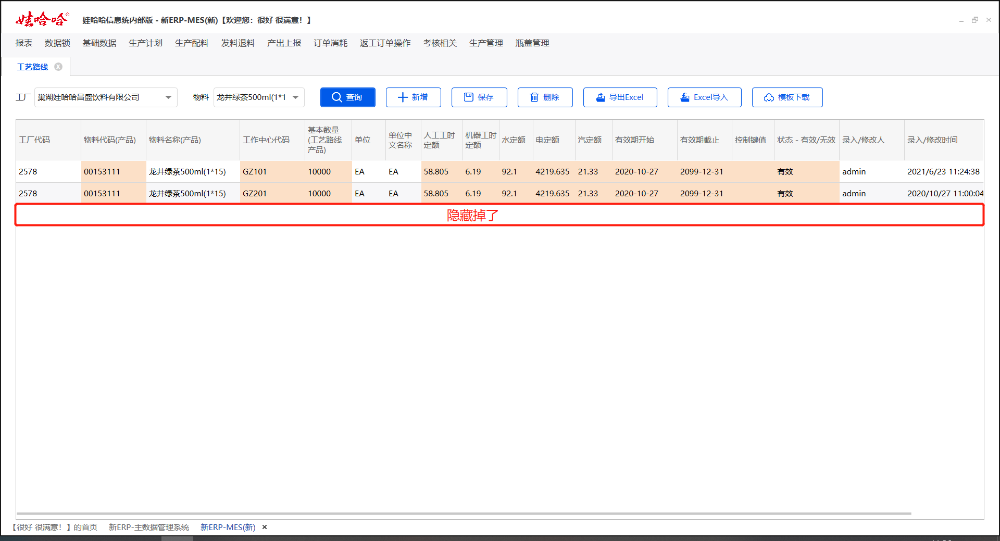 娃哈哈®
娃哈哈信息统内部版 - 新ERP-MES(新)【欢迎您：很好 很满意！】
报表 数据锁 基础数据 生产计划 生产配料 发料退料 产出上报 订单消耗 返工订单操作 考核相关 生产管理 瓶盖管理
工艺路线
工厂 巢湖娃哈哈昌盛饮料有限公司 物料 龙井绿茶500ml(1*1 查询 新增 保存 删除 导出Excel Excel导入 模板下载
工厂代码 物料代码(产品) 物料名称(产品) 工作中心代码 基本数量(工艺路线产品) 单位 单位中文名称 人工工时定额 机器工时定额 水定额 电定额 汽定额 有效期开始 有效期截止 控制键值 状态 - 有效/无效 录入/修改人 录入/修改时间
2578 00153111 龙井绿茶500ml(1*15) GZ101 10000 EA EA 58.805 6.19 92.1 4219.635 21.33 2020-10-27 2099-12-31 有效 admin 2021/6/23 11:24:38
2578 00153111 龙井绿茶500ml(1*15) GZ201 10000 EA EA 58.805 6.19 92.1 4219.635 21.33 2020-10-27 2099-12-31 有效 admin 2020/10/27 11:00:04
隐藏掉了
【很好 很满意！】的首页 新ERP-主数据管理系统 新ERP-MES(新)